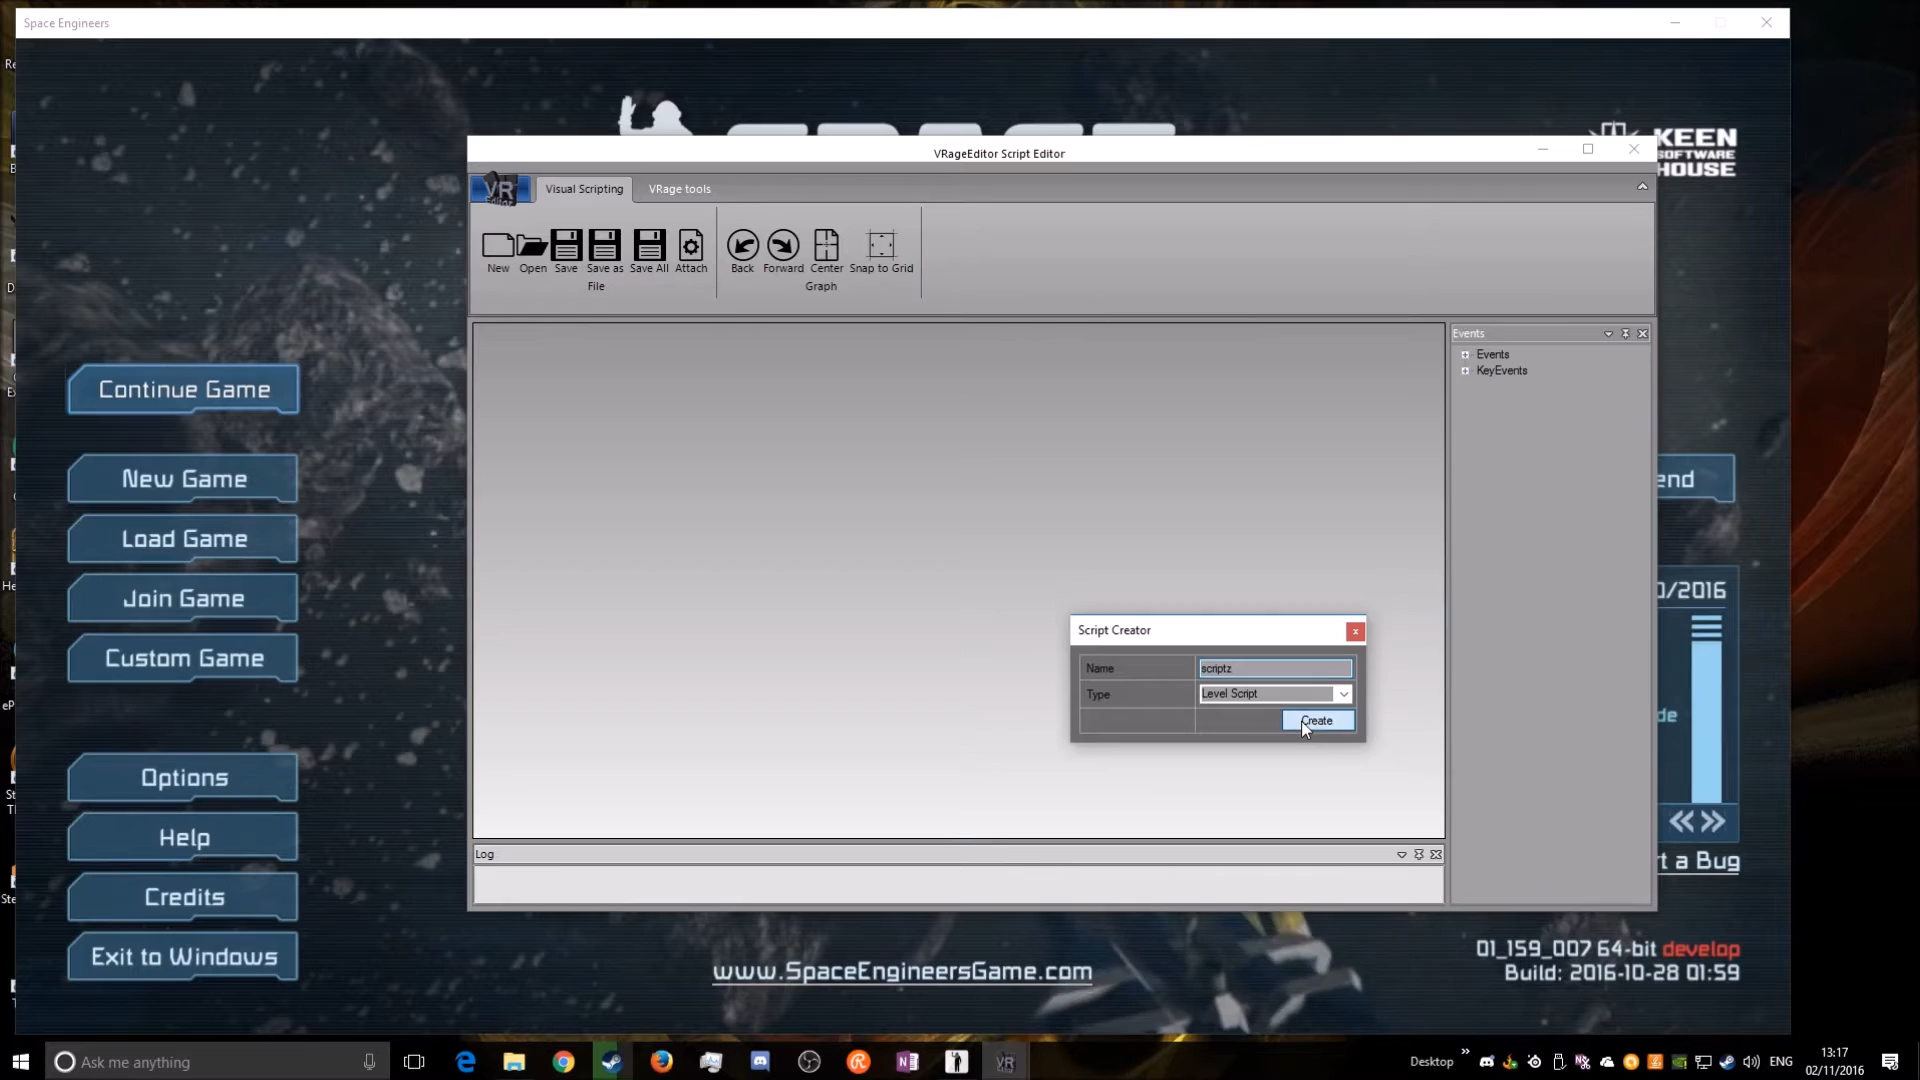 Space Engineers
KEEN
SOFTWARE
HOUSE
VRageEditor Script Editor
VR
Editor
Visual Scripting
VRage tools
New
Open
Save
Save as
Save All
Attach
File
Back
Forward
Center
Snap to Grid
Graph
Events
Events
KeyEvents
Script Creator
Name
scriptz
Type
Level Script
Create
Log
Continue Game
New Game
Load Game
Join Game
Custom Game
Options
Help
Credits
Exit to Windows
end
0/2016
de
t a Bug
www.SpaceEngineersGame.com
01_159_007 64-bit develop
Build: 2016-10-28 01:59
Ask me anything
Desktop
ENG
13:17
02/11/2016